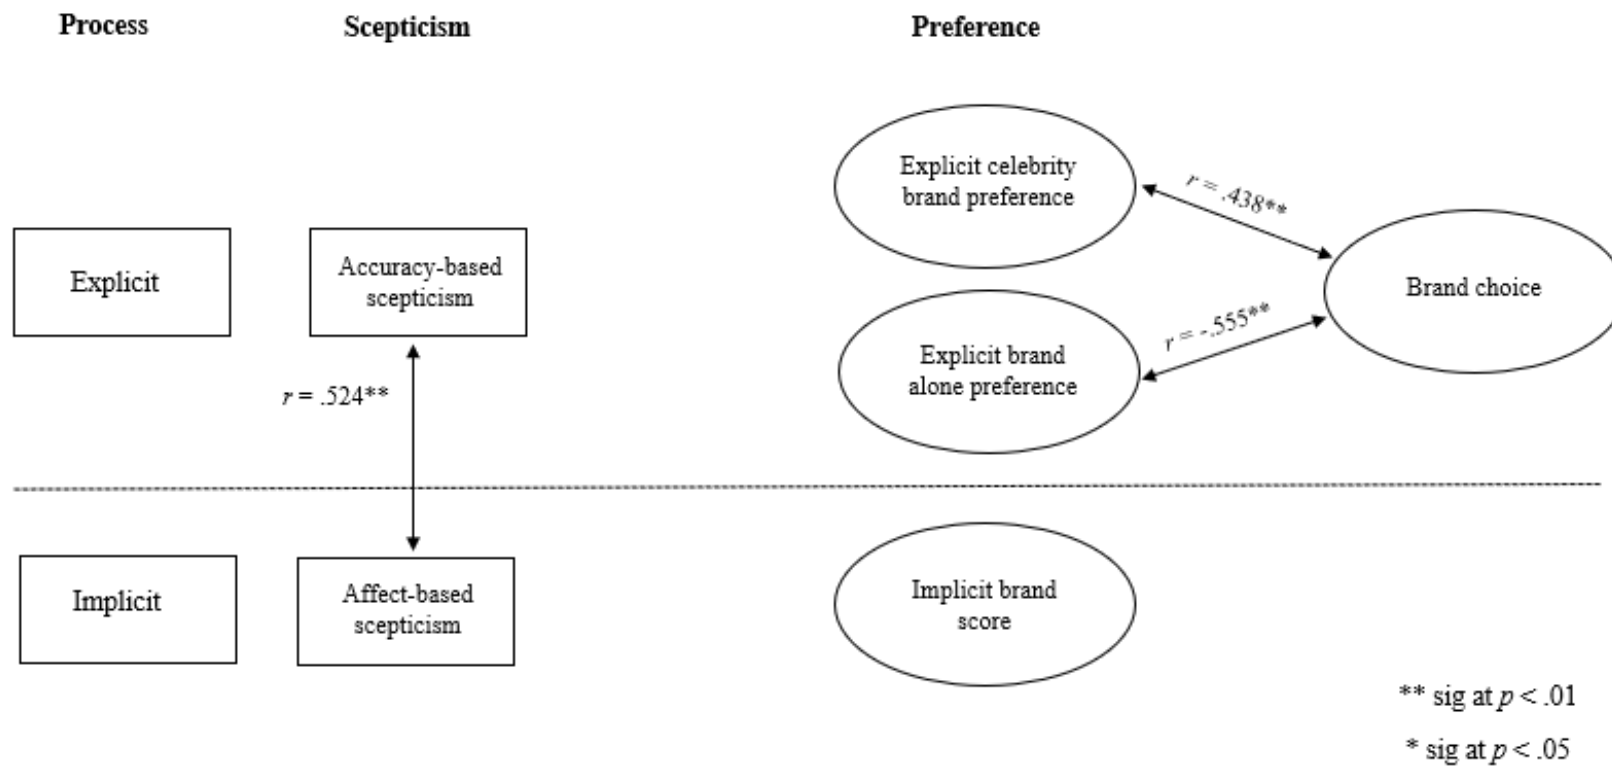 Process
Scepticism
Preference
Explicit celebrity
brand preference
r = .438**
Explicit
Accuracy-based
scepticism
Brand choice
r = -.555**
Explicit brand
alone preference
r = .524**
Implicit
Affect-based
scepticism
Implicit brand
score
** sig at p < .01
* sig at p < .05